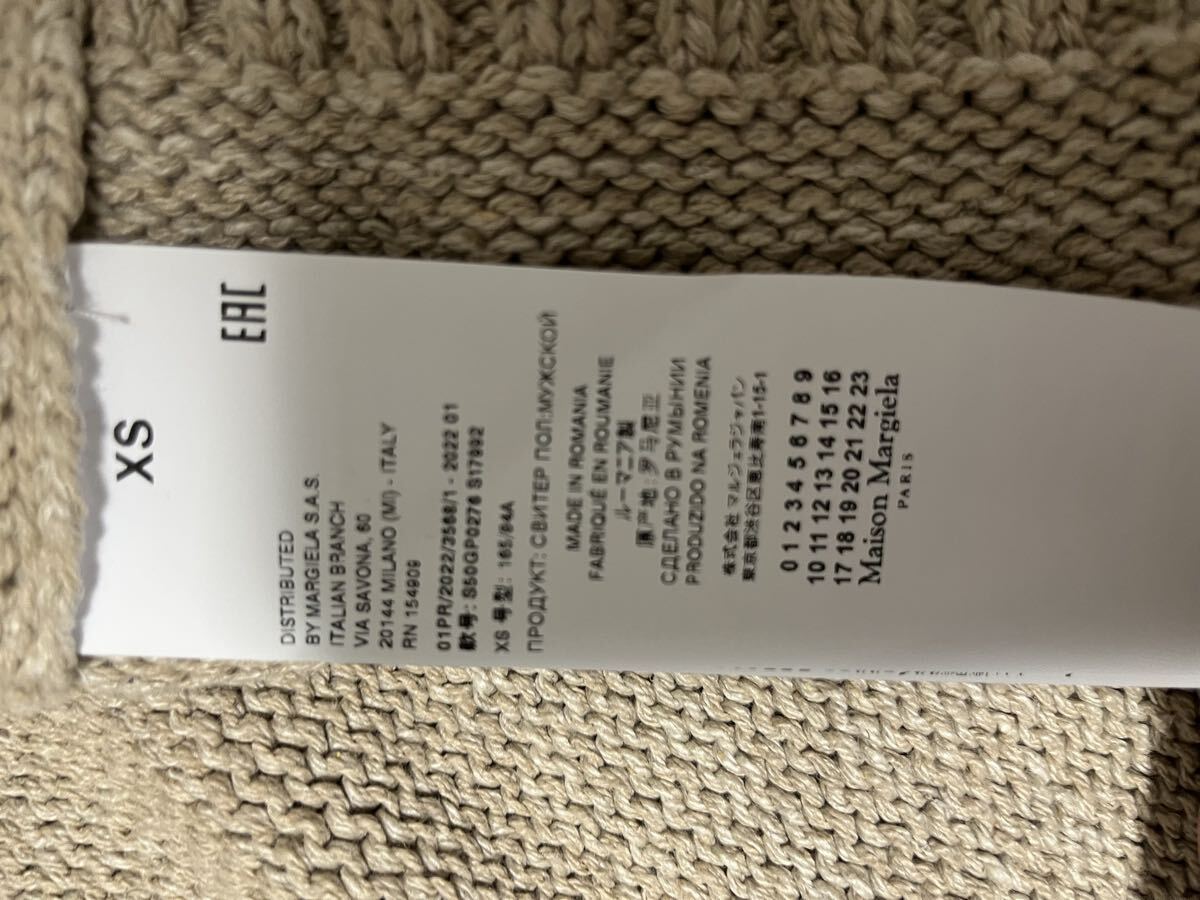 XS
EAC
DISTRIBUTED
BY MARGIELA S.A.S.
ITALIAN BRANCH
VIA SAVONA, 60
20144 MILANO (MI) - ITALY
RN 154909
01PR/2022/3568/1 - 2022 01
款号: S50GP0276 S17992
XS 号型: 165/84A
ПРОДУКТ: СВИТЕР ПОЛ:МУЖСКОЙ
MADE IN ROMANIA
FABRIQUÉ EN ROUMANIE
ルーマニア製
原产地: 罗马尼亚
СДЕЛАНО В РУМЫНИИ
PRODUZIDO NA ROMENIA
株式会社 マルジェラジャパン
東京都渋谷区恵比寿南1-15-1
0 1 2 3 4 5 6 7 8 9
10 11 12 13 14 15 16
17 18 19 20 21 22 23
Maison Margiela
PARIS